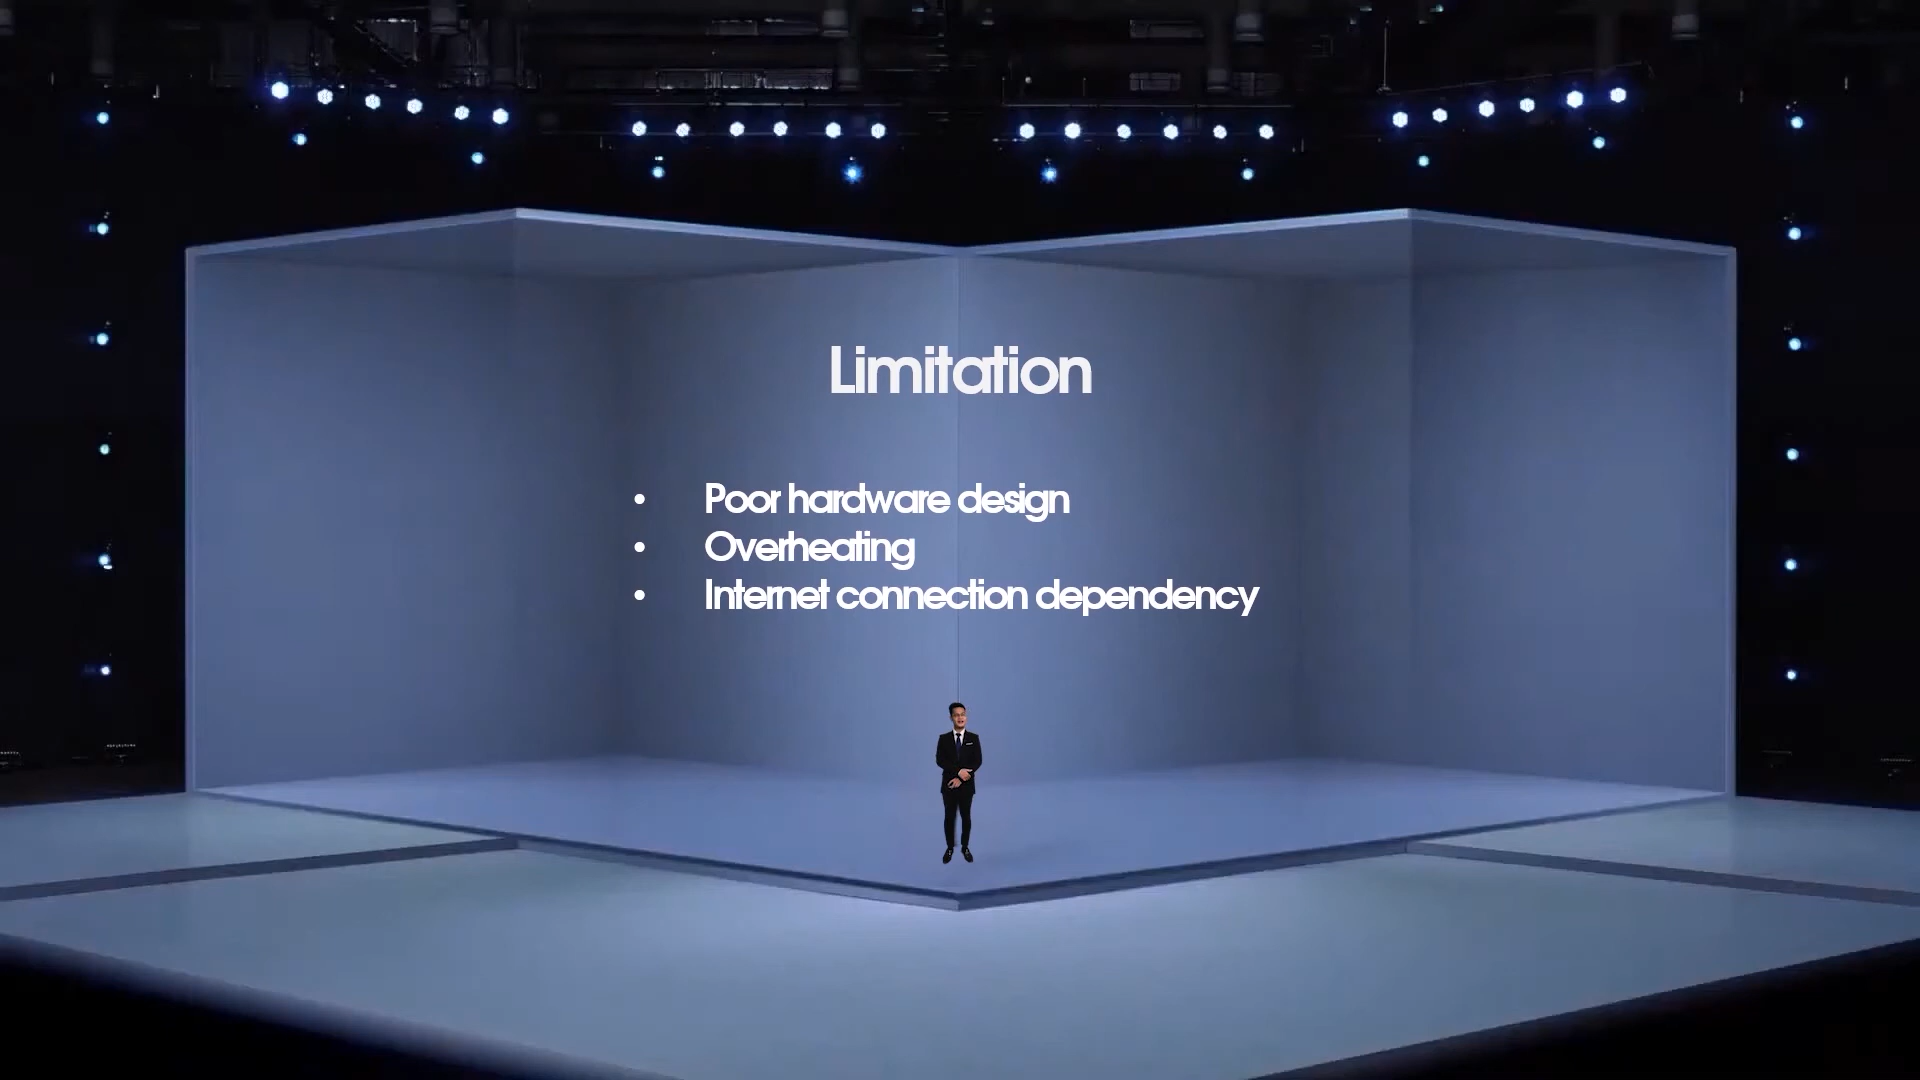 Limitation
• Poor hardware design
• Overheating
• Internet connection dependency